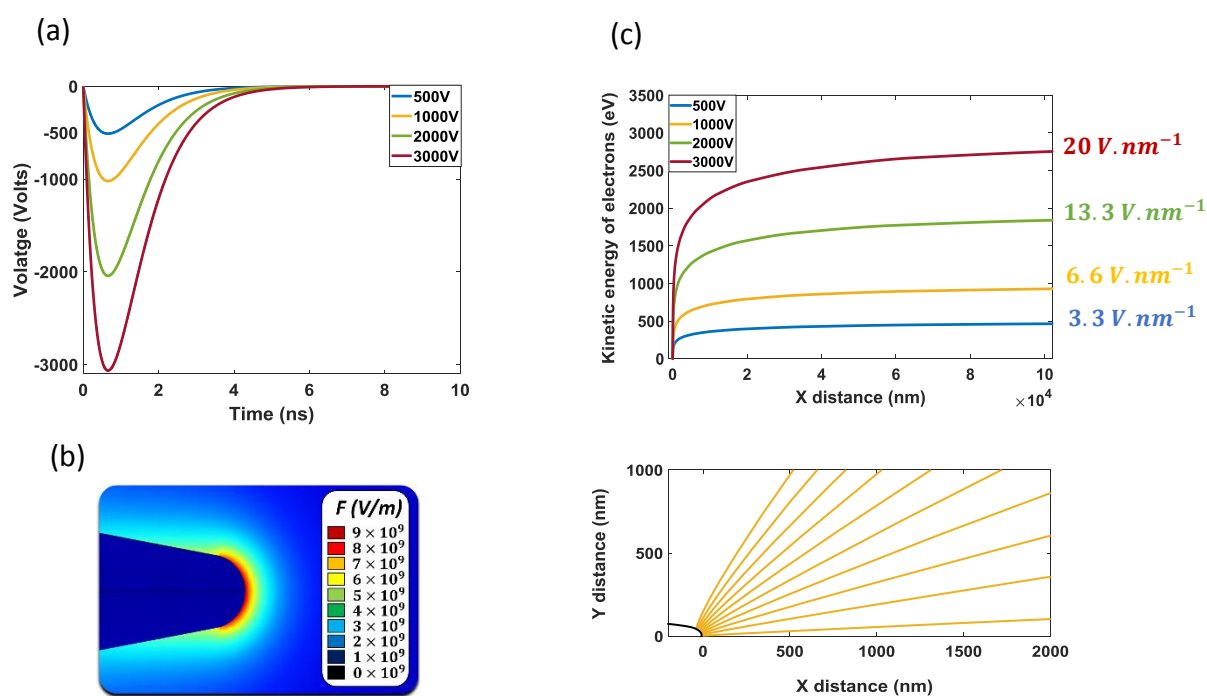 (a)
0
-500
-1000
-2000
-3000
Volatge (Volts)
0 2 4 6 8 10
Time (ns)
500V
1000V
2000V
3000V
(b)
F (V/m)
9 × 10⁹
8 × 10⁹
7 × 10⁹
6 × 10⁹
5 × 10⁹
4 × 10⁹
3 × 10⁹
2 × 10⁹
1 × 10⁹
0 × 10⁹
(c)
3500
3000
2500
2000
1500
1000
500
0
Kinetic energy of electrons (eV)
500V
1000V
2000V
3000V
0 2 4 6 8 10
X distance (nm)
×10⁴
20 V.nm⁻¹
13.3 V.nm⁻¹
6.6 V.nm⁻¹
3.3 V.nm⁻¹
1000
500
0
Y distance (nm)
0 500 1000 1500 2000
X distance (nm)